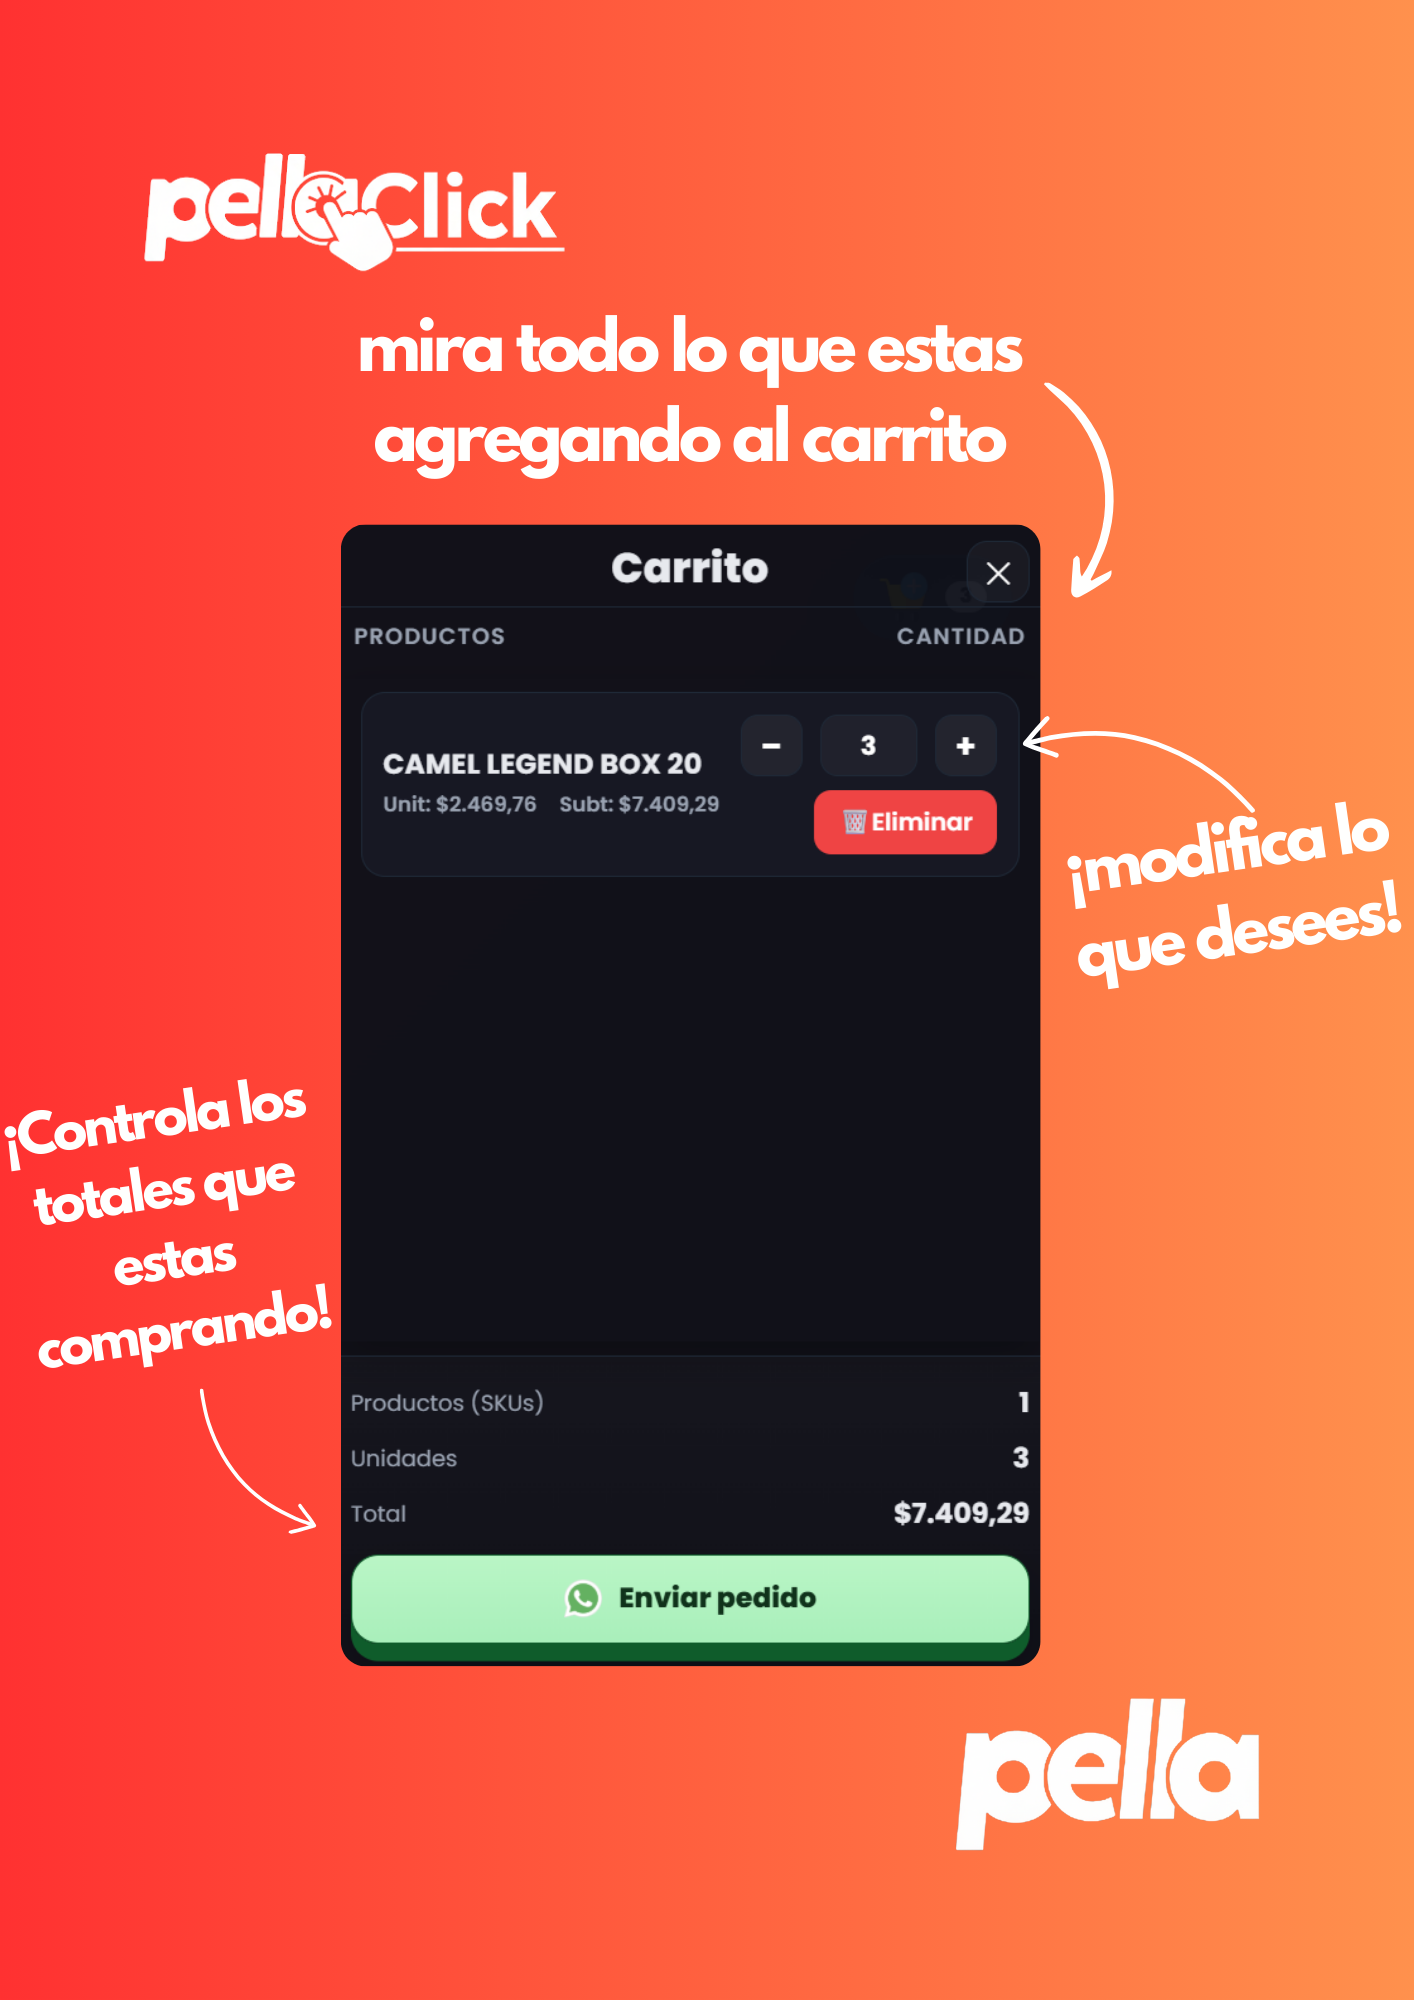 pellaClick
mira todo lo que estas
agregando al carrito
Carrito
PRODUCTOS CANTIDAD
CAMEL LEGEND BOX 20
Unit: $2.469,76 Subt: $7.409,29
− 3 +
Eliminar
¡modifica lo
que desees!
¡Controla los
totales que
estas
comprando!
Productos (SKUs) 1
Unidades 3
Total $7.409,29
Enviar pedido
pella